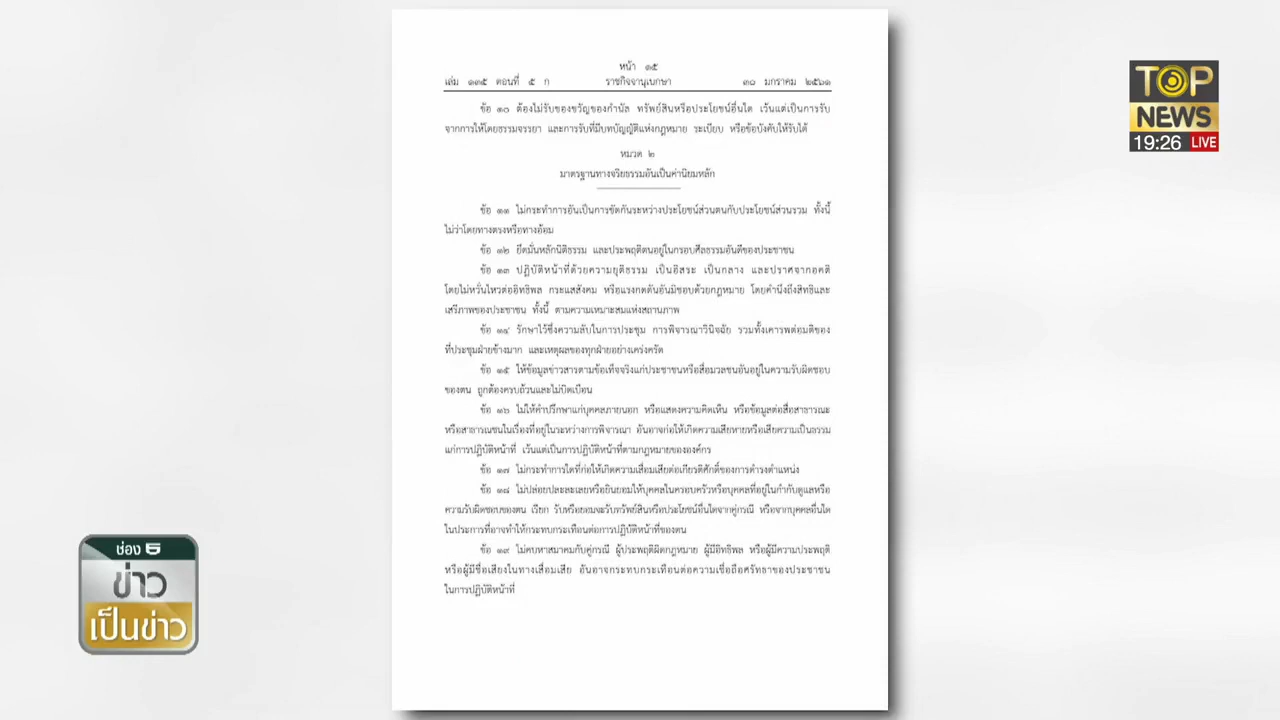 หน้า ๑๕
เล่ม ๑๓๕ ตอนที่ ๕ ก ราชกิจจานุเบกษา ๓๐ มกราคม ๒๕๖๑
ข้อ ๑๐ ต้องไม่รับของขวัญของกำนัล ทรัพย์สินหรือประโยชน์อื่นใด เว้นแต่เป็นการรับ
จากการให้โดยธรรมจรรยา และการรับที่มีบทบัญญัติแห่งกฎหมาย ระเบียบ หรือข้อบังคับให้รับได้
หมวด ๒
มาตรฐานทางจริยธรรมอันเป็นค่านิยมหลัก
ข้อ ๑๑ ไม่กระทำการอันเป็นการขัดกันระหว่างประโยชน์ส่วนตนกับประโยชน์ส่วนรวม ทั้งนี้
ไม่ว่าโดยทางตรงหรือทางอ้อม
ข้อ ๑๒ ยึดมั่นหลักนิติธรรม และประพฤติตนอยู่ในกรอบศีลธรรมอันดีของประชาชน
ข้อ ๑๓ ปฏิบัติหน้าที่ด้วยความยุติธรรม เป็นอิสระ เป็นกลาง และปราศจากอคติ
โดยไม่หวั่นไหวต่ออิทธิพล กระแสสังคม หรือแรงกดดันอันมิชอบด้วยกฎหมาย โดยคำนึงถึงสิทธิและ
เสรีภาพของประชาชน ทั้งนี้ ตามความเหมาะสมแห่งสถานภาพ
ข้อ ๑๔ รักษาไว้ซึ่งความลับในการประชุม การพิจารณาวินิจฉัย รวมทั้งเคารพต่อมติของ
ที่ประชุมฝ่ายข้างมาก และเหตุผลของทุกฝ่ายอย่างเคร่งครัด
ข้อ ๑๕ ให้ข้อมูลข่าวสารตามข้อเท็จจริงแก่ประชาชนหรือสื่อมวลชนอันอยู่ในความรับผิดชอบ
ของตน ถูกต้องครบถ้วนและไม่บิดเบือน
ข้อ ๑๖ ไม่ให้คำปรึกษาแก่บุคคลภายนอก หรือแสดงความคิดเห็น หรือข้อมูลต่อสื่อสาธารณะ
หรือสาธารณชนในเรื่องที่อยู่ในระหว่างการพิจารณา อันอาจก่อให้เกิดความเสียหายหรือเสียความเป็นธรรม
แก่การปฏิบัติหน้าที่ เว้นแต่เป็นการปฏิบัติหน้าที่ตามกฎหมายขององค์กร
ข้อ ๑๗ ไม่กระทำการใดที่ก่อให้เกิดความเสื่อมเสียต่อเกียรติศักดิ์ของการดำรงตำแหน่ง
ข้อ ๑๘ ไม่ปล่อยปละละเลยหรือยินยอมให้บุคคลในครอบครัวหรือบุคคลที่อยู่ในกำกับดูแลหรือ
ความรับผิดชอบของตน เรียก รับหรือยอมจะรับทรัพย์สินหรือประโยชน์อื่นใดจากคู่กรณี หรือจากบุคคลอื่นใด
ในประการที่อาจทำให้กระทบกระเทือนต่อการปฏิบัติหน้าที่ของตน
ข้อ ๑๙ ไม่คบหาสมาคมกับคู่กรณี ผู้ประพฤติผิดกฎหมาย ผู้มีอิทธิพล หรือผู้มีความประพฤติ
หรือผู้มีชื่อเสียงในทางเสื่อมเสีย อันอาจกระทบกระเทือนต่อความเชื่อถือศรัทธาของประชาชน
ในการปฏิบัติหน้าที่
TOP
NEWS
19:26 LIVE
ช่อง 5
ข่าว
เป็นข่าว